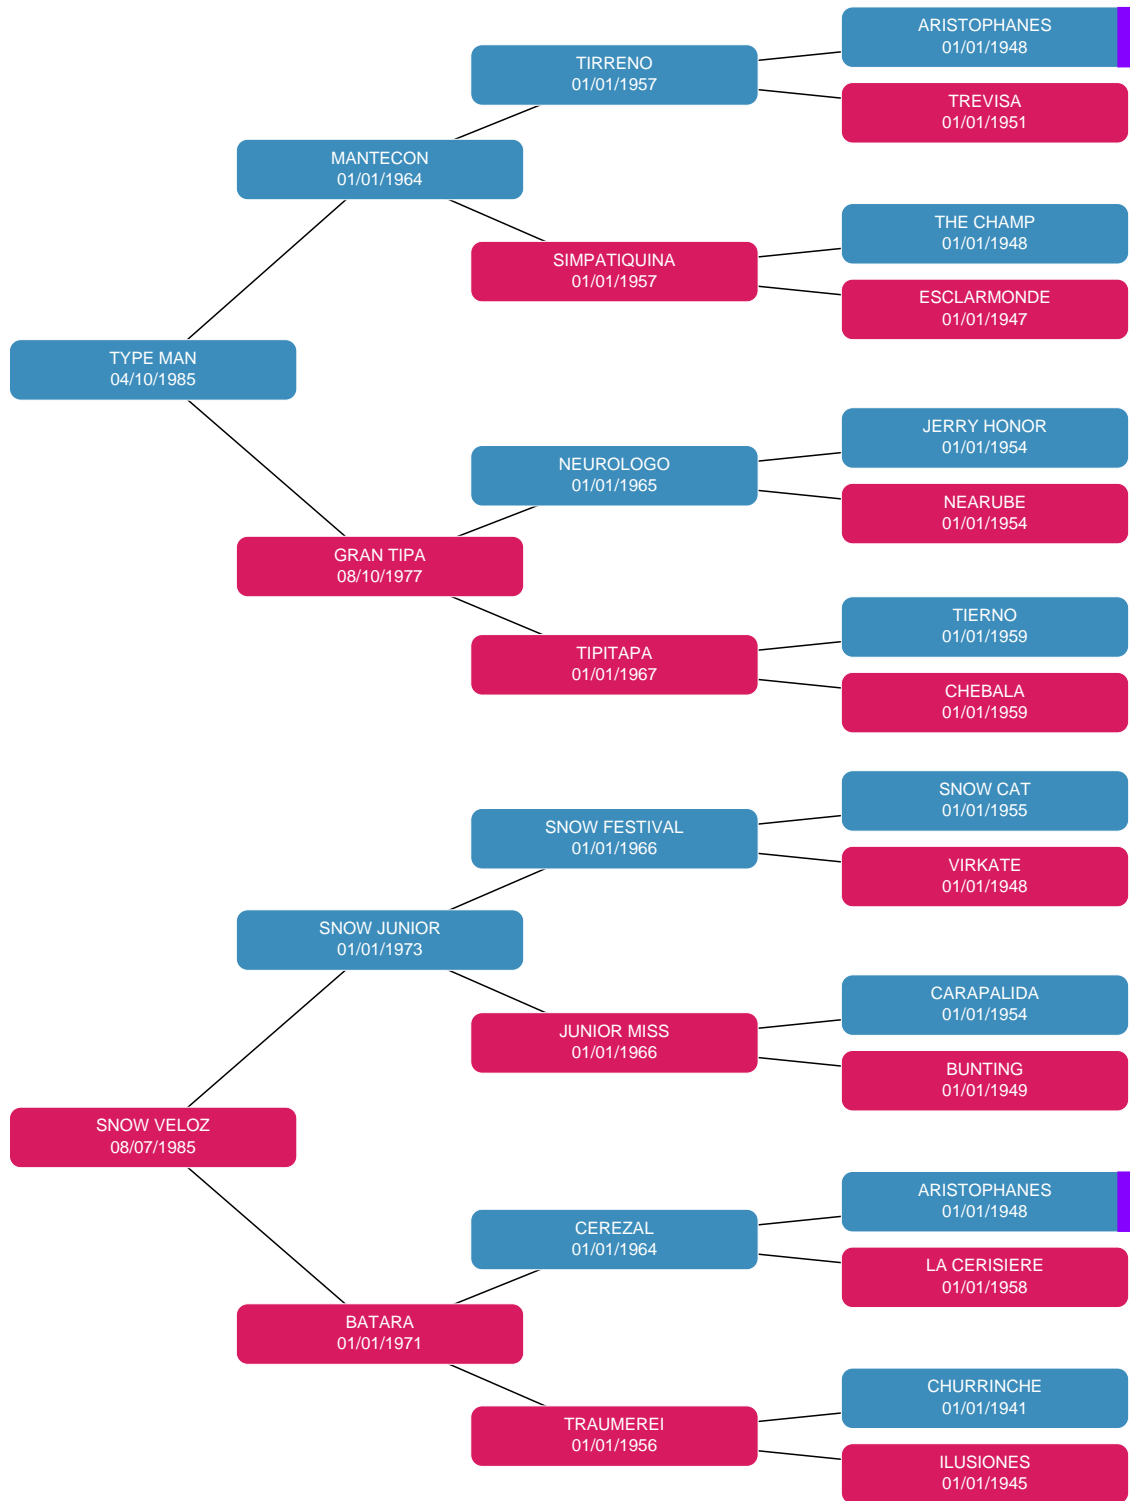 ARISTOPHANES
01/01/1948
TIRRENO
01/01/1957
TREVISA
01/01/1951
MANTECON
01/01/1964
THE CHAMP
01/01/1948
SIMPATIQUINA
01/01/1957
ESCLARMONDE
01/01/1947
TYPE MAN
04/10/1985
JERRY HONOR
01/01/1954
NEUROLOGO
01/01/1965
NEARUBE
01/01/1954
GRAN TIPA
08/10/1977
TIERNO
01/01/1959
TIPITAPA
01/01/1967
CHEBALA
01/01/1959
SNOW CAT
01/01/1955
SNOW FESTIVAL
01/01/1966
VIRKATE
01/01/1948
SNOW JUNIOR
01/01/1973
CARAPALIDA
01/01/1954
JUNIOR MISS
01/01/1966
BUNTING
01/01/1949
SNOW VELOZ
08/07/1985
ARISTOPHANES
01/01/1948
CEREZAL
01/01/1964
LA CERISIERE
01/01/1958
BATARA
01/01/1971
CHURRINCHE
01/01/1941
TRAUMEREI
01/01/1956
ILUSIONES
01/01/1945